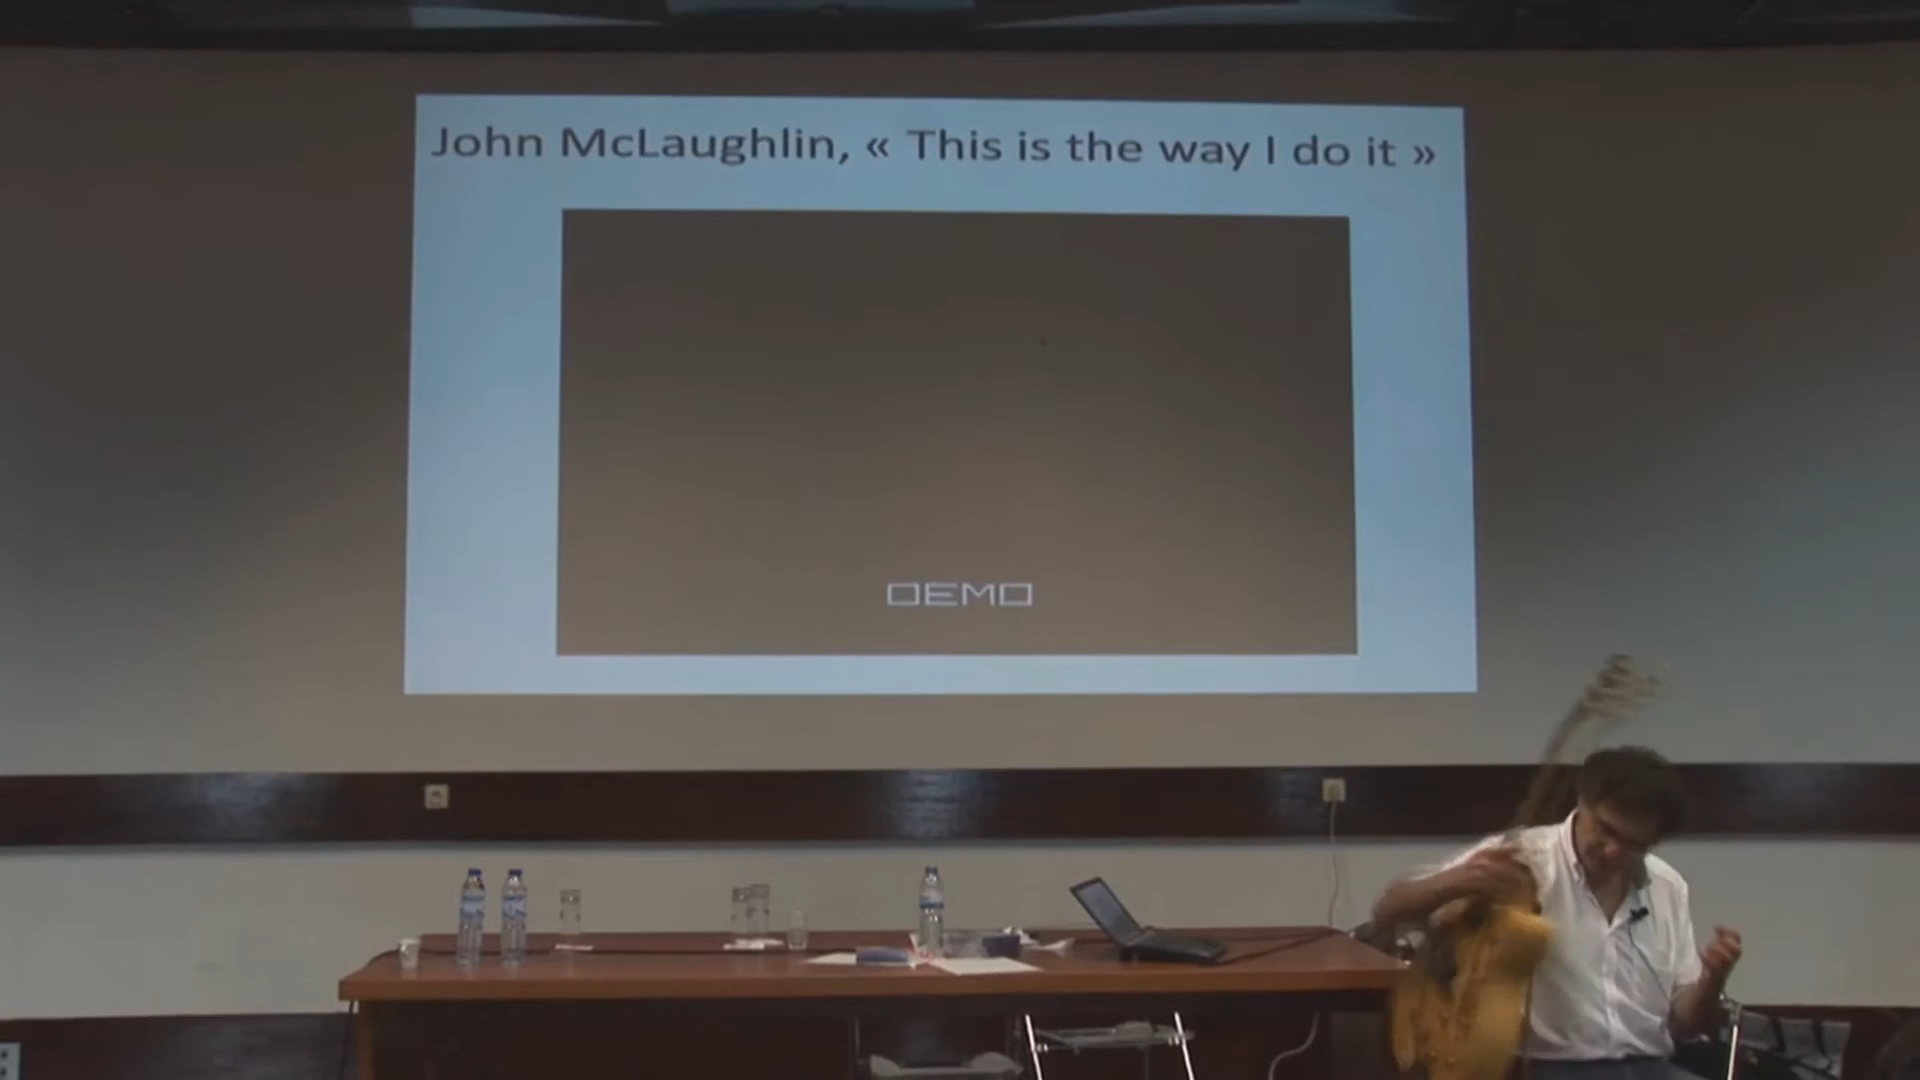 John McLaughlin, « This is the way I do it »
DEMO